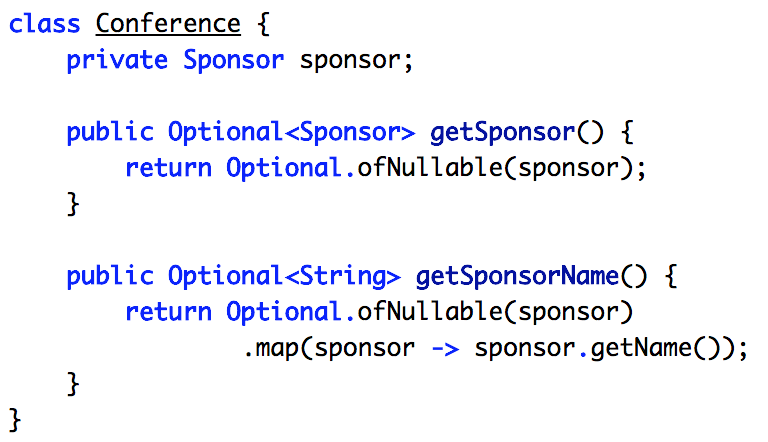 class Conference {
    private Sponsor sponsor;

    public Optional<Sponsor> getSponsor() {
        return Optional.ofNullable(sponsor);
    }

    public Optional<String> getSponsorName() {
        return Optional.ofNullable(sponsor)
                .map(sponsor -> sponsor.getName());
    }
}